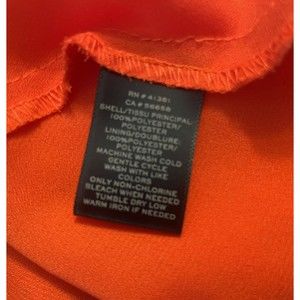 RN # 41381
CA # 56658
SHELL/TISSU PRINCIPAL:
100%POLYESTER/
POLYESTER
LINING/DOUBLURE:
100%POLYESTER/
POLYESTER
MACHINE WASH COLD
GENTLE CYCLE
WASH WITH LIKE
COLORS
ONLY NON-CHLORINE
BLEACH WHEN NEEDED
TUMBLE DRY LOW
WARM IRON IF NEEDED